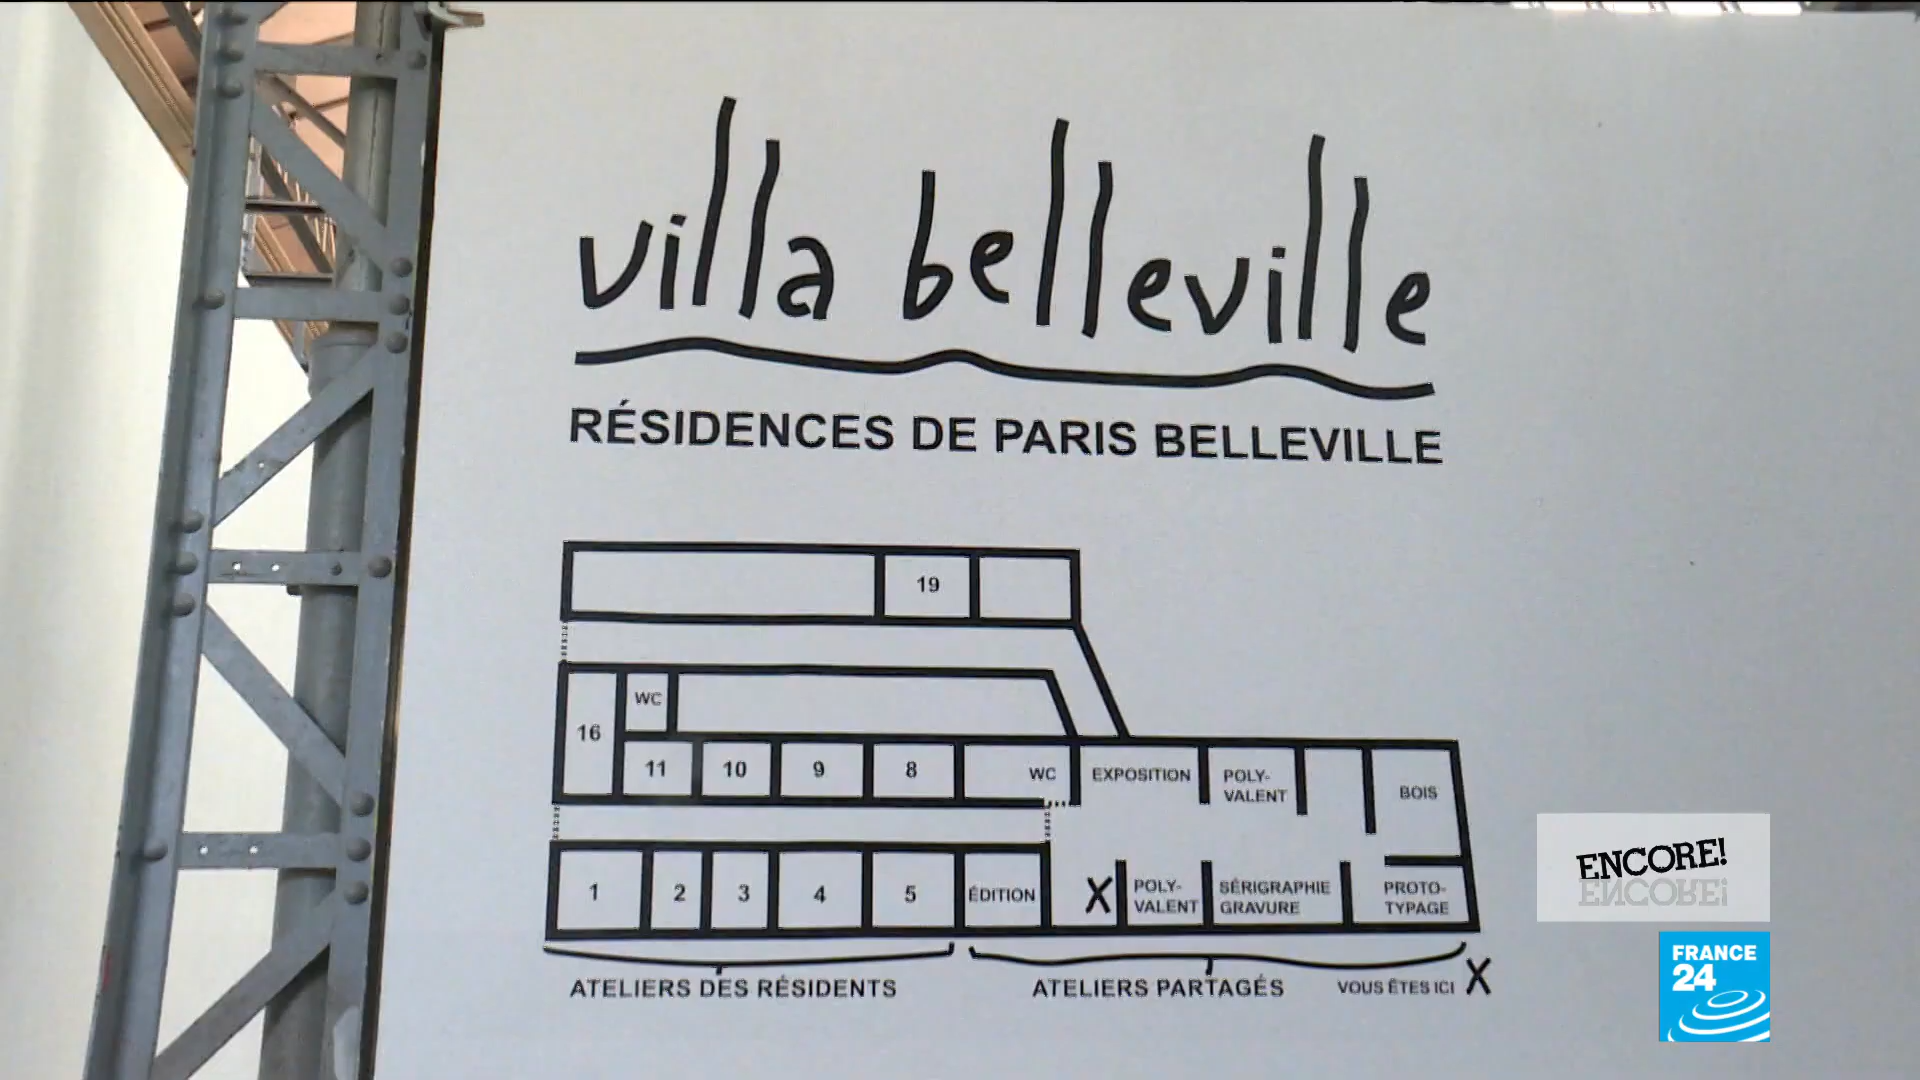 villa belleville
RÉSIDENCES DE PARIS BELLEVILLE
19
WC
16
11 10 9 8 WC EXPOSITION POLY-
VALENT BOIS
1 2 3 4 5 ÉDITION X POLY-
VALENT SÉRIGRAPHIE
GRAVURE PROTO-
TYPAGE
ATELIERS DES RÉSIDENTS ATELIERS PARTAGÉS VOUS ÊTES ICI X
ENCORE!
FRANCE
24